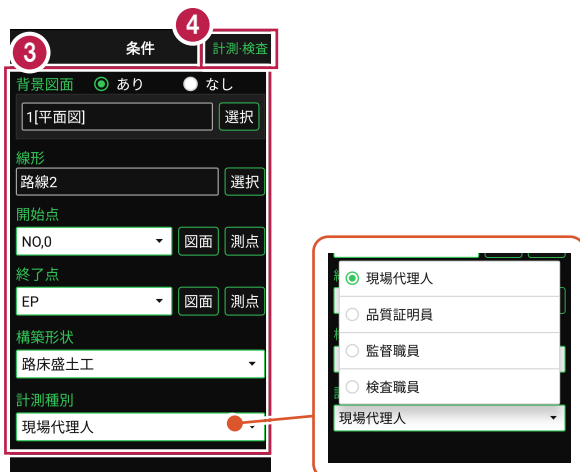 4
3
条件
計測・検査
背景図面 あり なし
1[平面図] 選択
線形
路線2 選択
開始点
NO,0 図面 測点
終了点
EP 図面 測点
構築形状
路床盛土工
計測種別
現場代理人
現場代理人
品質証明員
監督職員
検査職員
現場代理人